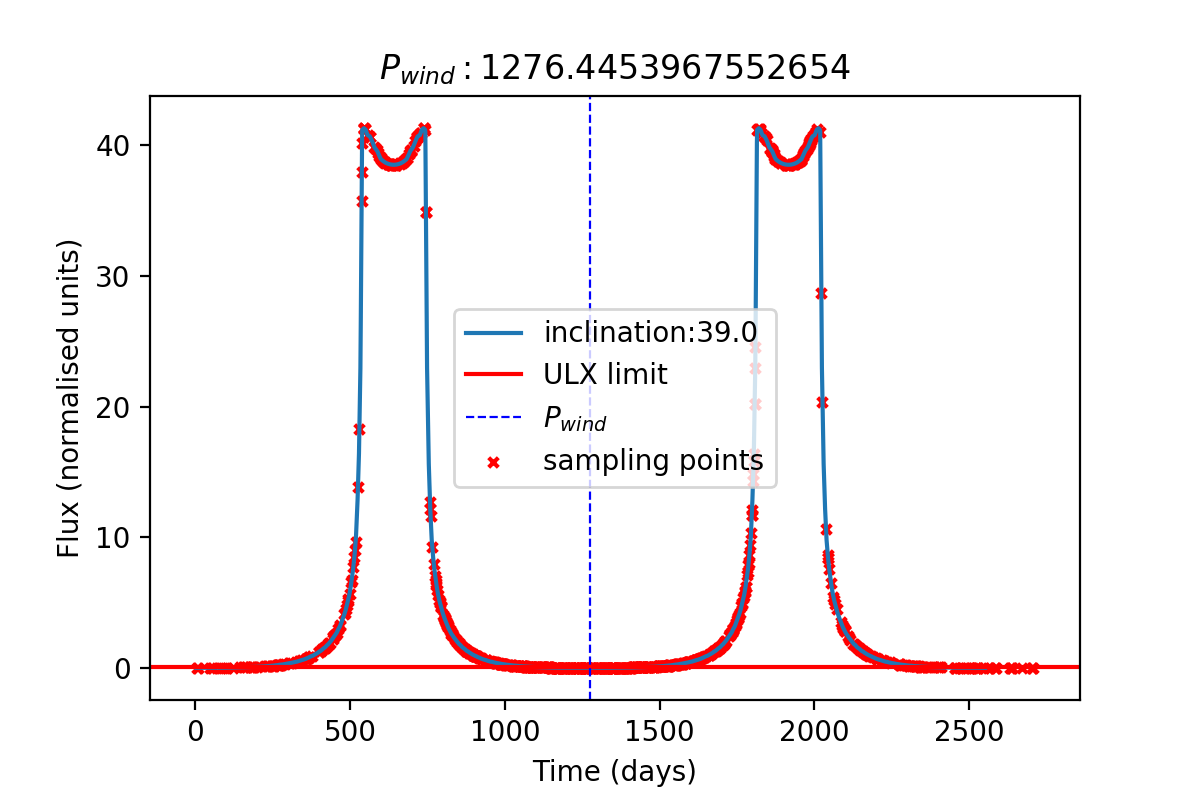 P_wind : 1276.4453967552654
40
30
20
10
0
Flux (normalised units)
inclination:39.0
ULX limit
P_wind
sampling points
0 500 1000 1500 2000 2500
Time (days)